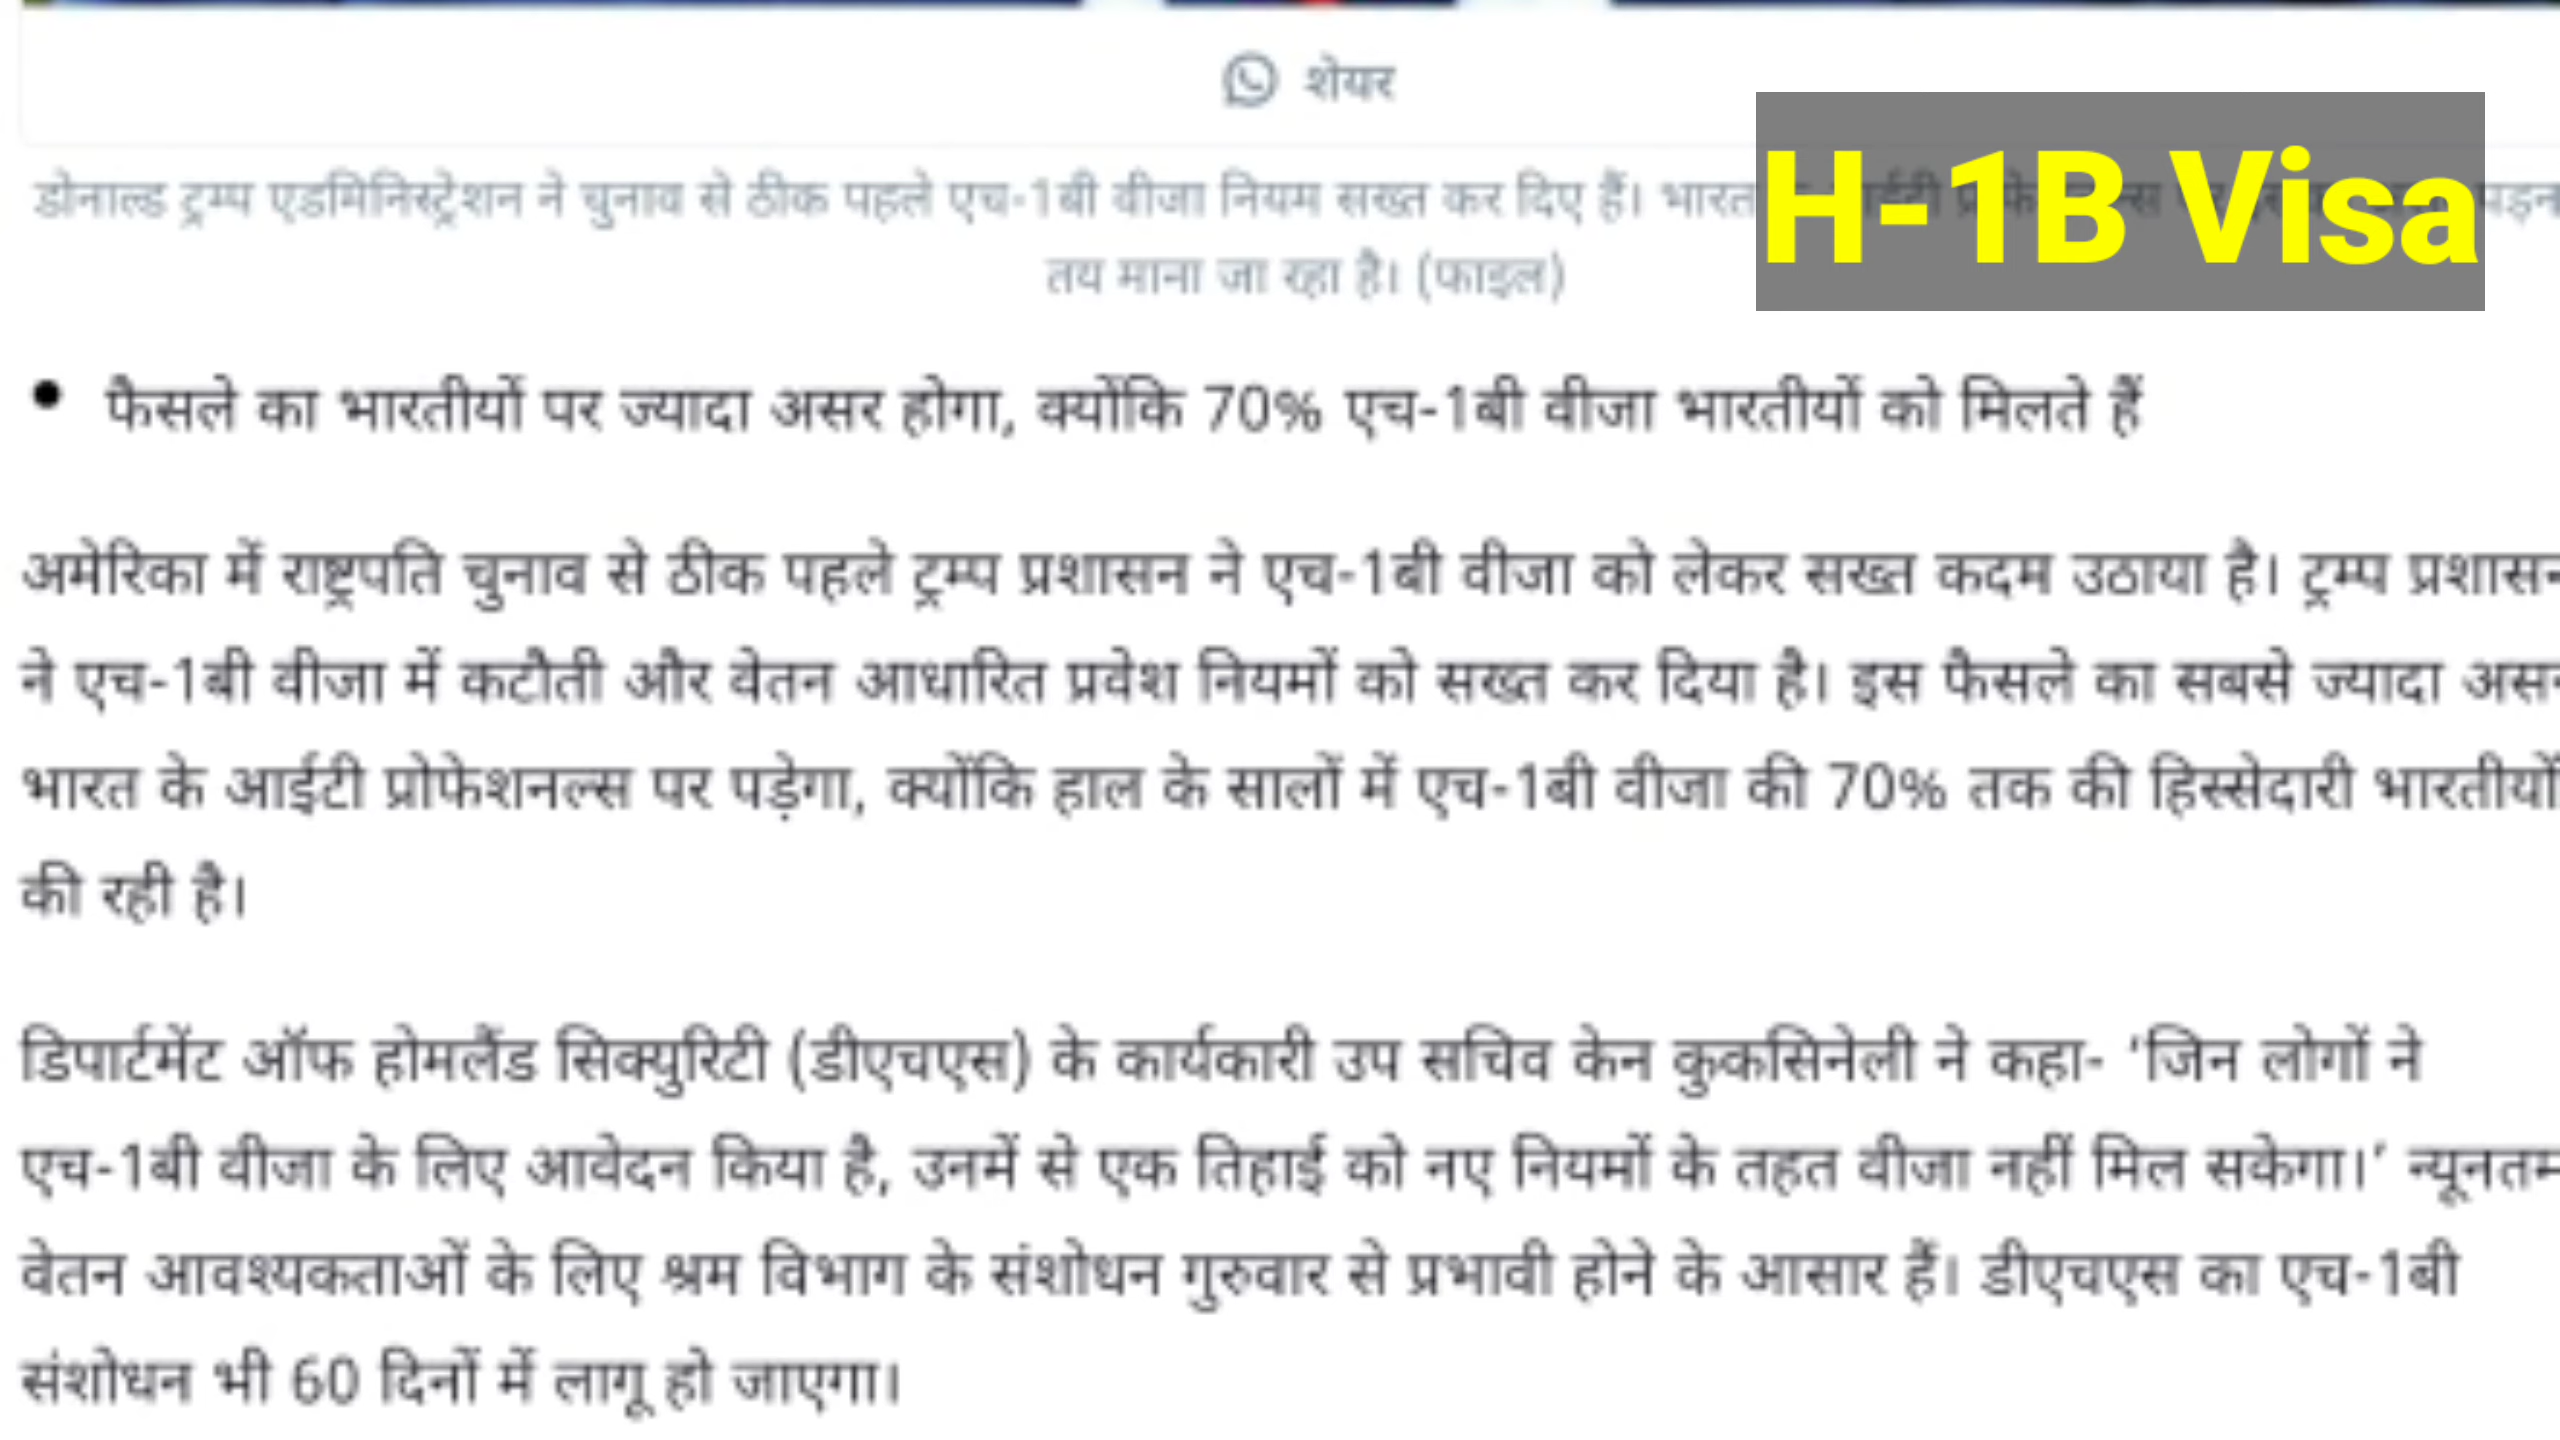 शेयर
H-1B Visa
डोनाल्ड ट्रम्प एडमिनिस्ट्रेशन ने चुनाव से ठीक पहले एच-1बी वीजा नियम सख्त कर दिए हैं। भारत
तय माना जा रहा है। (फाइल)
• फैसले का भारतीयों पर ज्यादा असर होगा, क्योंकि 70% एच-1बी वीजा भारतीयों को मिलते हैं
अमेरिका में राष्ट्रपति चुनाव से ठीक पहले ट्रम्प प्रशासन ने एच-1बी वीजा को लेकर सख्त कदम उठाया है। ट्रम्प प्रशासन
ने एच-1बी वीजा में कटौती और वेतन आधारित प्रवेश नियमों को सख्त कर दिया है। इस फैसले का सबसे ज्यादा असर
भारत के आईटी प्रोफेशनल्स पर पड़ेगा, क्योंकि हाल के सालों में एच-1बी वीजा की 70% तक की हिस्सेदारी भारतीयों
की रही है।
डिपार्टमेंट ऑफ होमलैंड सिक्युरिटी (डीएचएस) के कार्यकारी उप सचिव केन कुकसिनेली ने कहा- ‘जिन लोगों ने
एच-1बी वीजा के लिए आवेदन किया है, उनमें से एक तिहाई को नए नियमों के तहत वीजा नहीं मिल सकेगा।’ न्यूनतम
वेतन आवश्यकताओं के लिए श्रम विभाग के संशोधन गुरुवार से प्रभावी होने के आसार हैं। डीएचएस का एच-1बी
संशोधन भी 60 दिनों में लागू हो जाएगा।